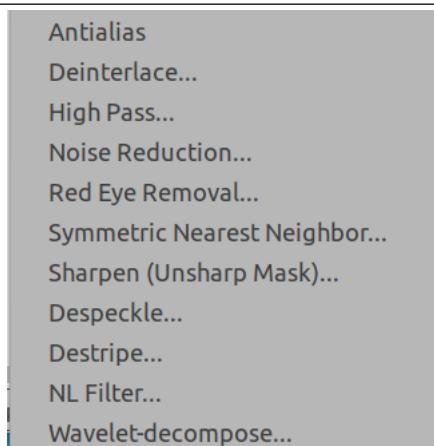 Antialias
Deinterlace...
High Pass...
Noise Reduction...
Red Eye Removal...
Symmetric Nearest Neighbor...
Sharpen (Unsharp Mask)...
Despeckle...
Destripe...
NL Filter...
Wavelet-decompose...